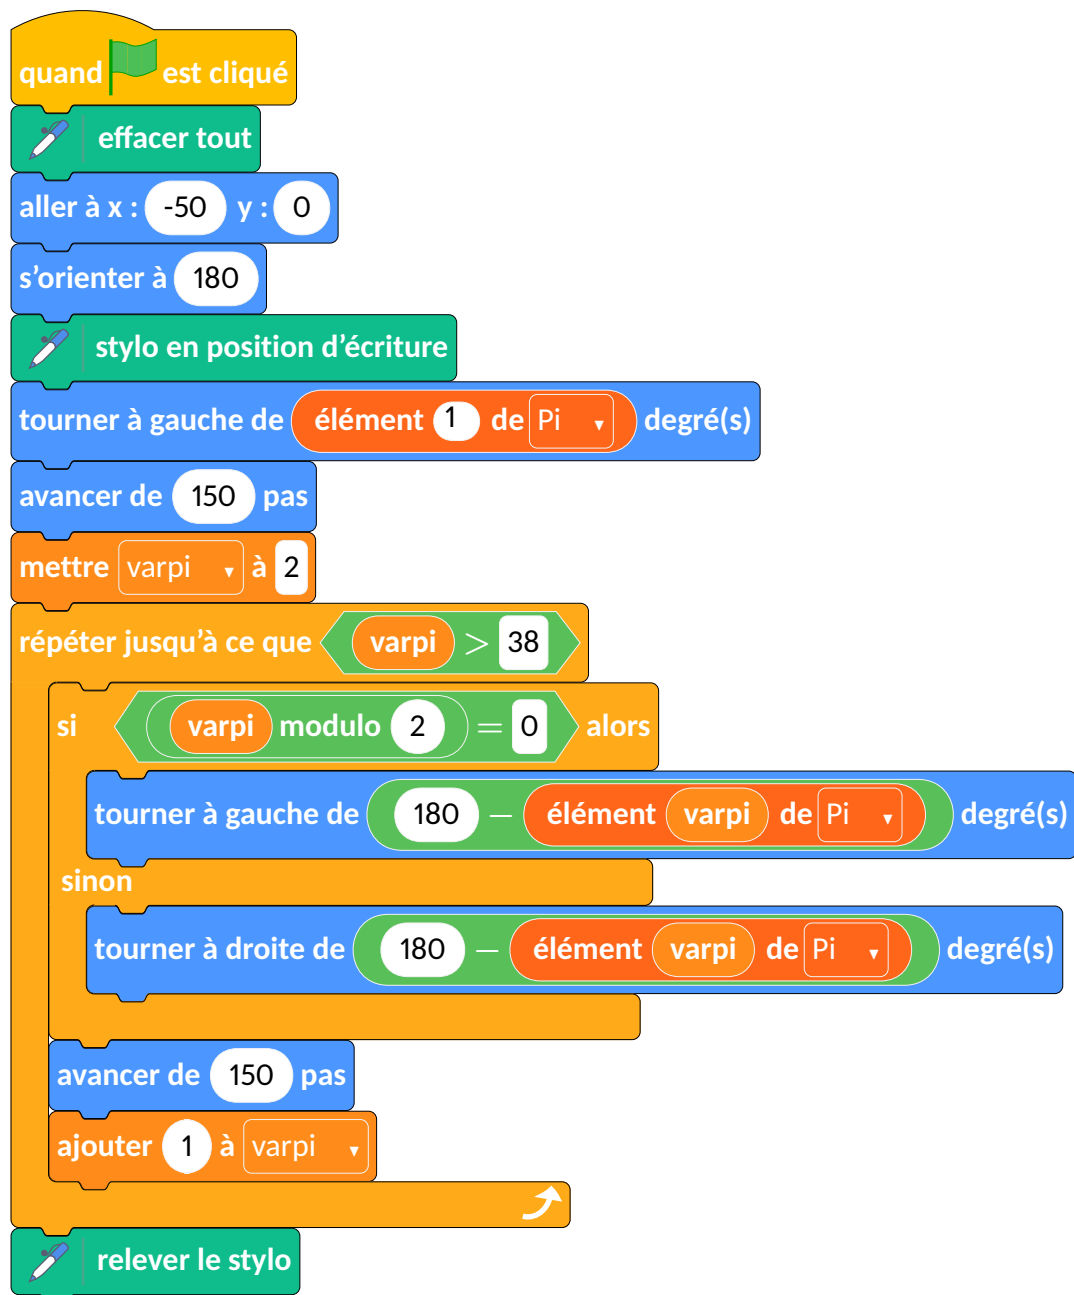 quand est cliqué
effacer tout
aller à x : -50 y : 0
s’orienter à 180
stylo en position d’écriture
tourner à gauche de élément 1 de Pi degré(s)
avancer de 150 pas
mettre varpi à 2
répéter jusqu’à ce que varpi > 38
si varpi modulo 2 = 0 alors
tourner à gauche de 180 − élément varpi de Pi degré(s)
sinon
tourner à droite de 180 − élément varpi de Pi degré(s)
avancer de 150 pas
ajouter 1 à varpi
relever le stylo